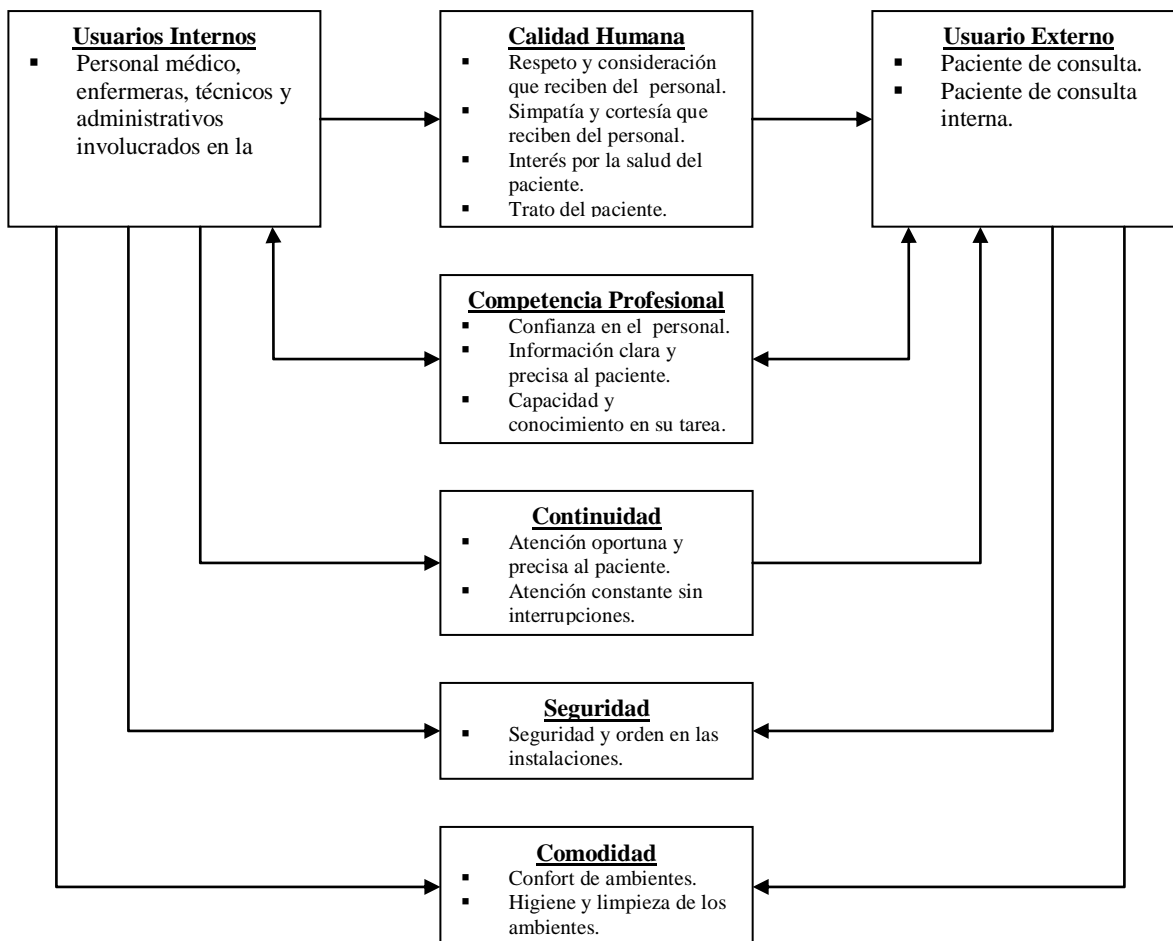 Usuarios Internos
▪ Personal médico,
enfermeras, técnicos y
administrativos
involucrados en la
Calidad Humana
▪ Respeto y consideración
que reciben del personal.
▪ Simpatía y cortesía que
reciben del personal.
▪ Interés por la salud del
paciente.
▪ Trato del paciente.
Usuario Externo
▪ Paciente de consulta.
▪ Paciente de consulta
interna.
Competencia Profesional
▪ Confianza en el personal.
▪ Información clara y
precisa al paciente.
▪ Capacidad y
conocimiento en su tarea.
Continuidad
▪ Atención oportuna y
precisa al paciente.
▪ Atención constante sin
interrupciones.
Seguridad
▪ Seguridad y orden en las
instalaciones.
Comodidad
▪ Confort de ambientes.
▪ Higiene y limpieza de los
ambientes.